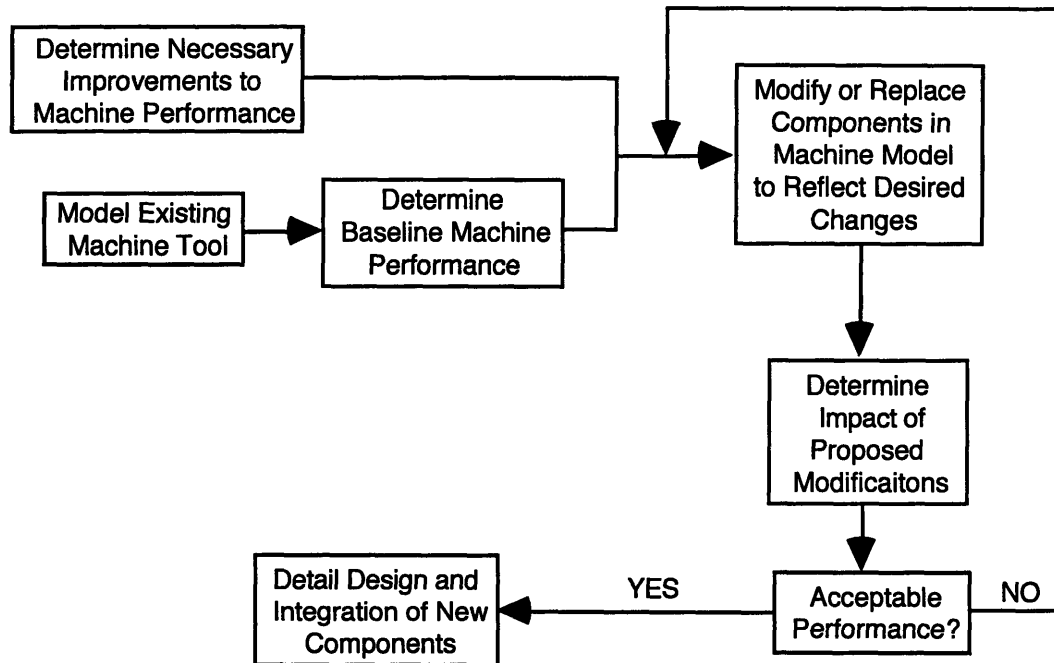 Determine Necessary
Improvements to
Machine Performance
Model Existing
Machine Tool
Determine
Baseline Machine
Performance
Modify or Replace
Components in
Machine Model
to Reflect Desired
Changes
Determine
Impact of
Proposed
Modificaitons
Acceptable
Performance?
YES
NO
Detail Design and
Integration of New
Components